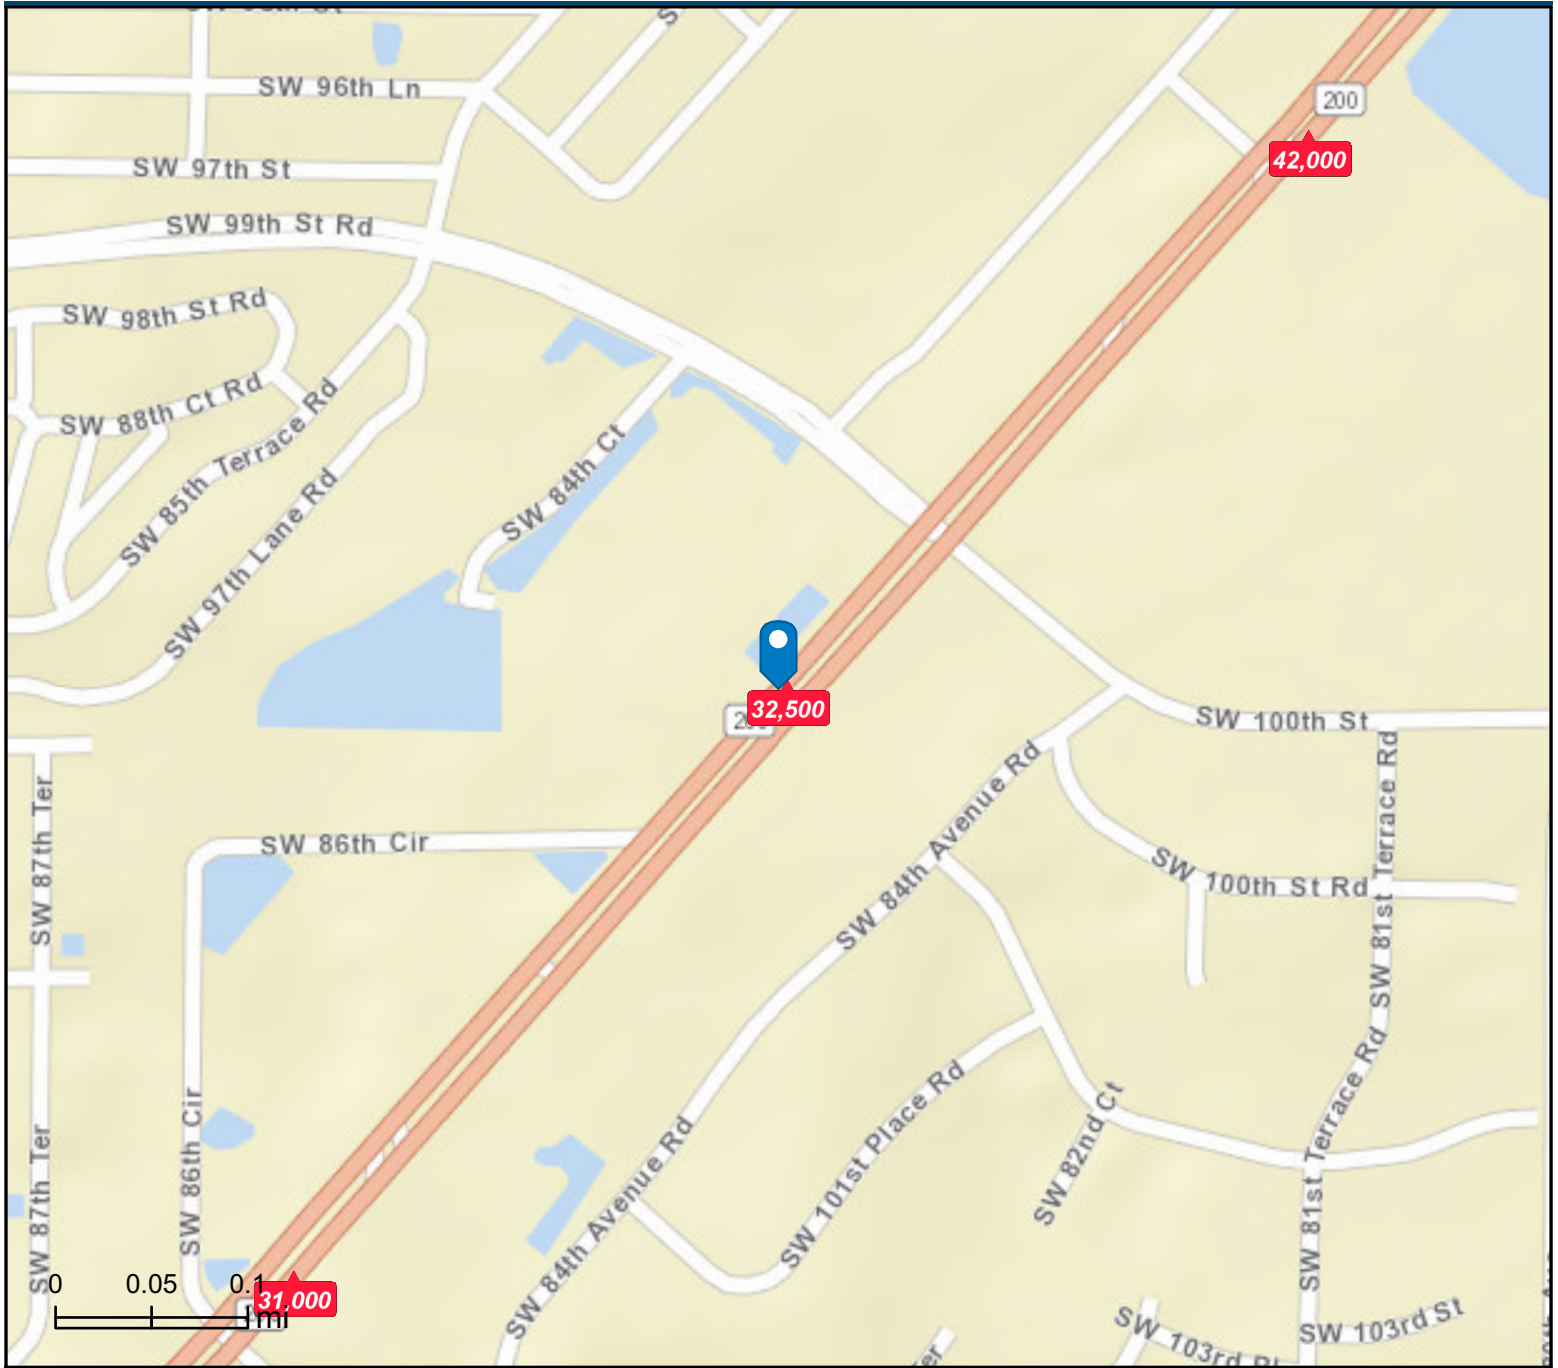 SW 96th Ln
200
42,000
SW 97th St
SW 99th St Rd
SW 98th St Rd
SW 88th Ct Rd
SW 85th Terrace Rd
SW 97th Lane Rd
SW 84th Ct
32,500
SW 100th St
SW 84th Avenue Rd
SW 81st Terrace Rd
SW 87th Ter
SW 86th Cir
SW 100th St Rd
SW 101st Place Rd
SW 82nd Ct
SW 81st Terrace Rd
SW 86th Cir
SW 87th Ter
SW 84th Avenue Rd
0 0.05 0.1
mi
31,000
SW 103rd
SW 103rd St